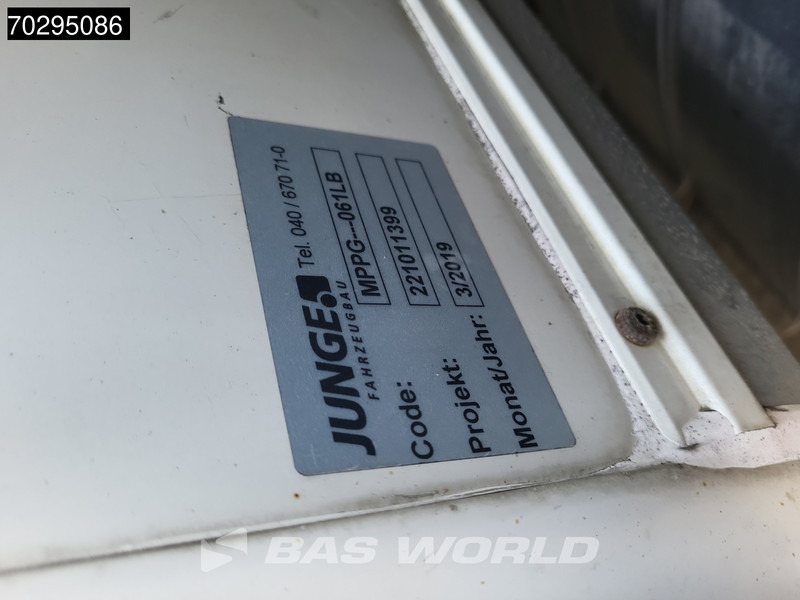 70295086
JUNGE
FAHRZEUGBAU
Tel. 040 / 670 71-0
Code: MPPG---061LB
Projekt: 221011399
Monat/Jahr: 3/2019
BAS WORLD